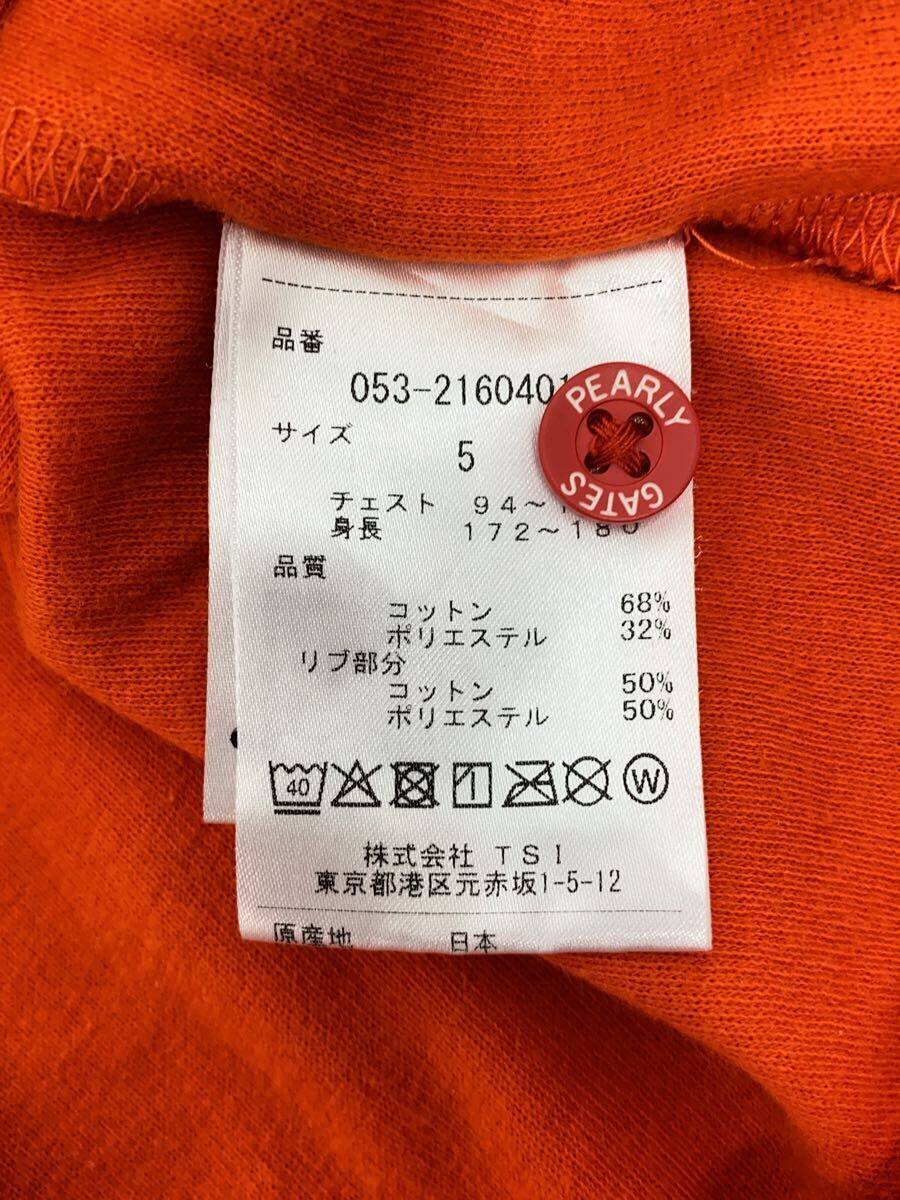 品番
053-2160401
PEARLY
GATES
サイズ
5
チェスト 94～
身長 172～180
品質
コットン 68%
ポリエステル 32%
リブ部分
コットン 50%
ポリエステル 50%
40
1
W
株式会社 TSI
東京都港区元赤坂1-5-12
原産地 日本